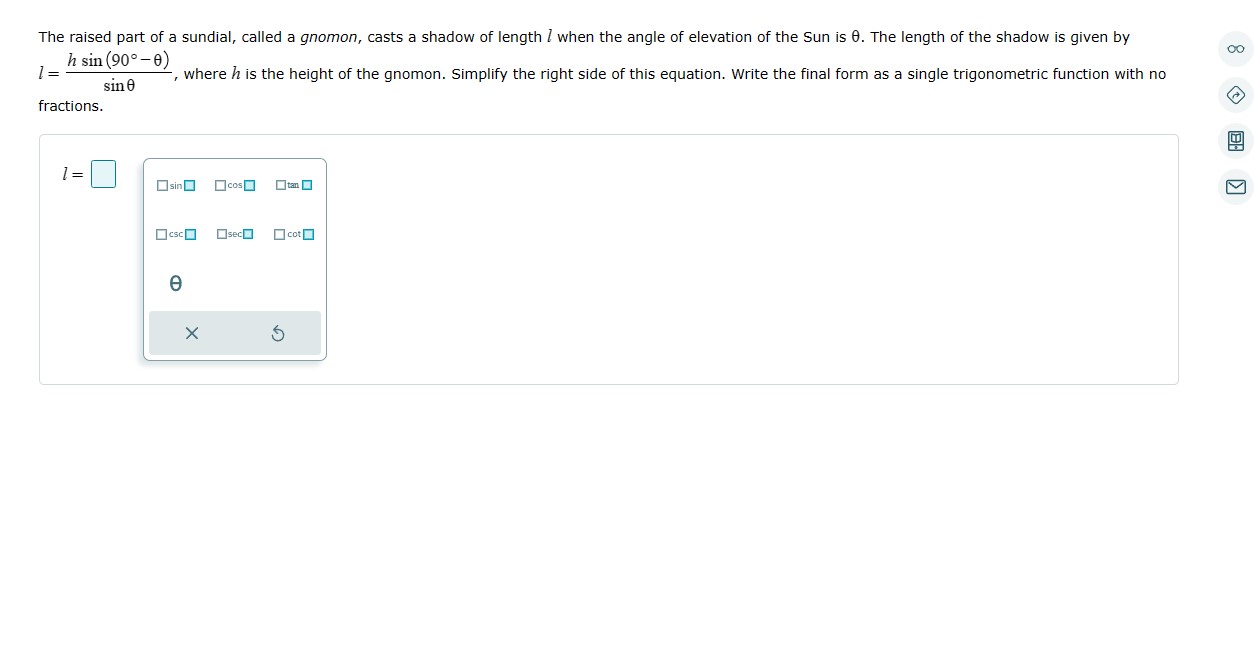 The raised part of a sundial, called a gnomon, casts a shadow of length l when the angle of elevation of the Sun is θ. The length of the shadow is given by
l = h sin (90° − θ) / sin θ, where h is the height of the gnomon. Simplify the right side of this equation. Write the final form as a single trigonometric function with no
fractions.
l = □
□ sin □ □ cos □ □ tan □
□ csc □ □ sec □ □ cot □
θ